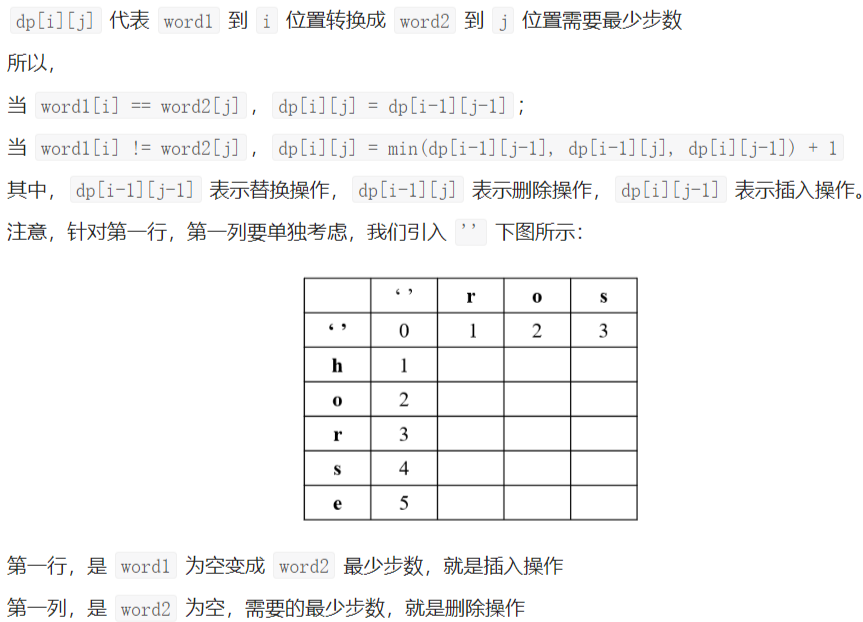 dp[i][j] 代表 word1 到 i 位置转换成 word2 到 j 位置需要最少步数
所以，
当 word1[i] == word2[j] ，dp[i][j] = dp[i-1][j-1]；
当 word1[i] != word2[j] ，dp[i][j] = min(dp[i-1][j-1], dp[i-1][j], dp[i][j-1]) + 1
其中，dp[i-1][j-1] 表示替换操作，dp[i-1][j] 表示删除操作，dp[i][j-1] 表示插入操作。
注意，针对第一行，第一列要单独考虑，我们引入 '' 下图所示：
‘ ’ r o s
‘ ’ 0 1 2 3
h 1
o 2
r 3
s 4
e 5
第一行，是 word1 为空变成 word2 最少步数，就是插入操作
第一列，是 word2 为空，需要的最少步数，就是删除操作